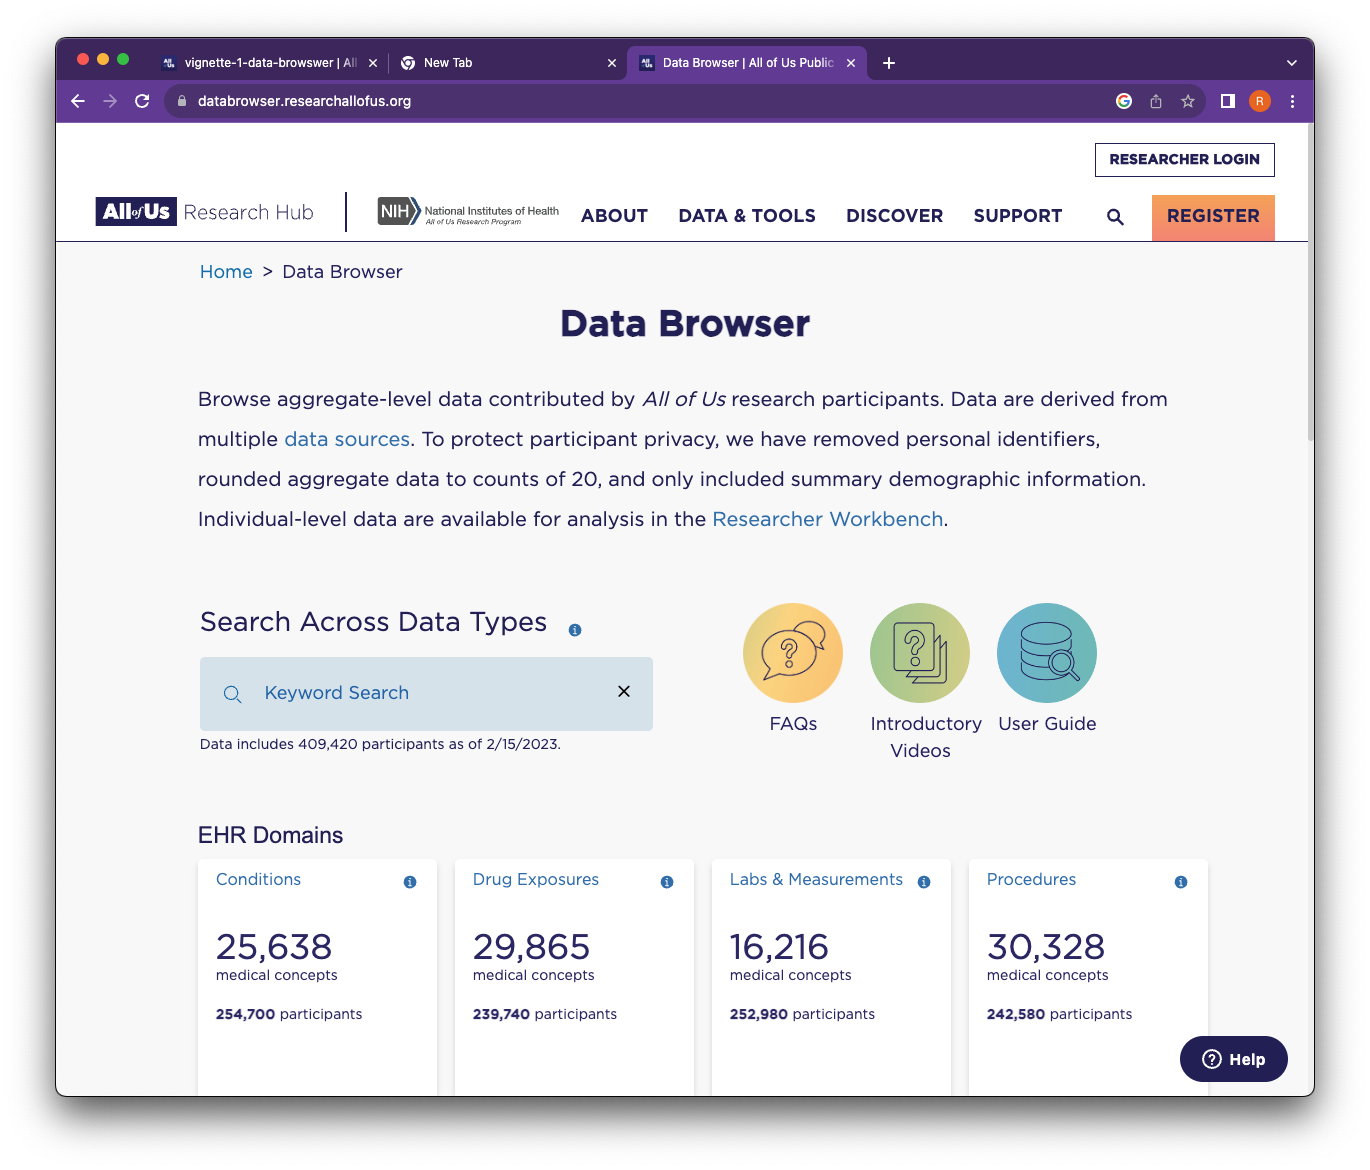 vignette-1-data-browswer | All
New Tab
Data Browser | All of Us Public
databrowser.researchallofus.org
R
RESEARCHER LOGIN
All of Us Research Hub
NIH National Institutes of Health
All of Us Research Program
ABOUT DATA & TOOLS DISCOVER SUPPORT REGISTER
Home > Data Browser
Data Browser
Browse aggregate-level data contributed by All of Us research participants. Data are derived from
multiple data sources. To protect participant privacy, we have removed personal identifiers,
rounded aggregate data to counts of 20, and only included summary demographic information.
Individual-level data are available for analysis in the Researcher Workbench.
Search Across Data Types
Keyword Search
Data includes 409,420 participants as of 2/15/2023.
FAQs
Introductory
Videos
User Guide
EHR Domains
Conditions
25,638
medical concepts
254,700 participants
Drug Exposures
29,865
medical concepts
239,740 participants
Labs & Measurements
16,216
medical concepts
252,980 participants
Procedures
30,328
medical concepts
242,580 participants
Help